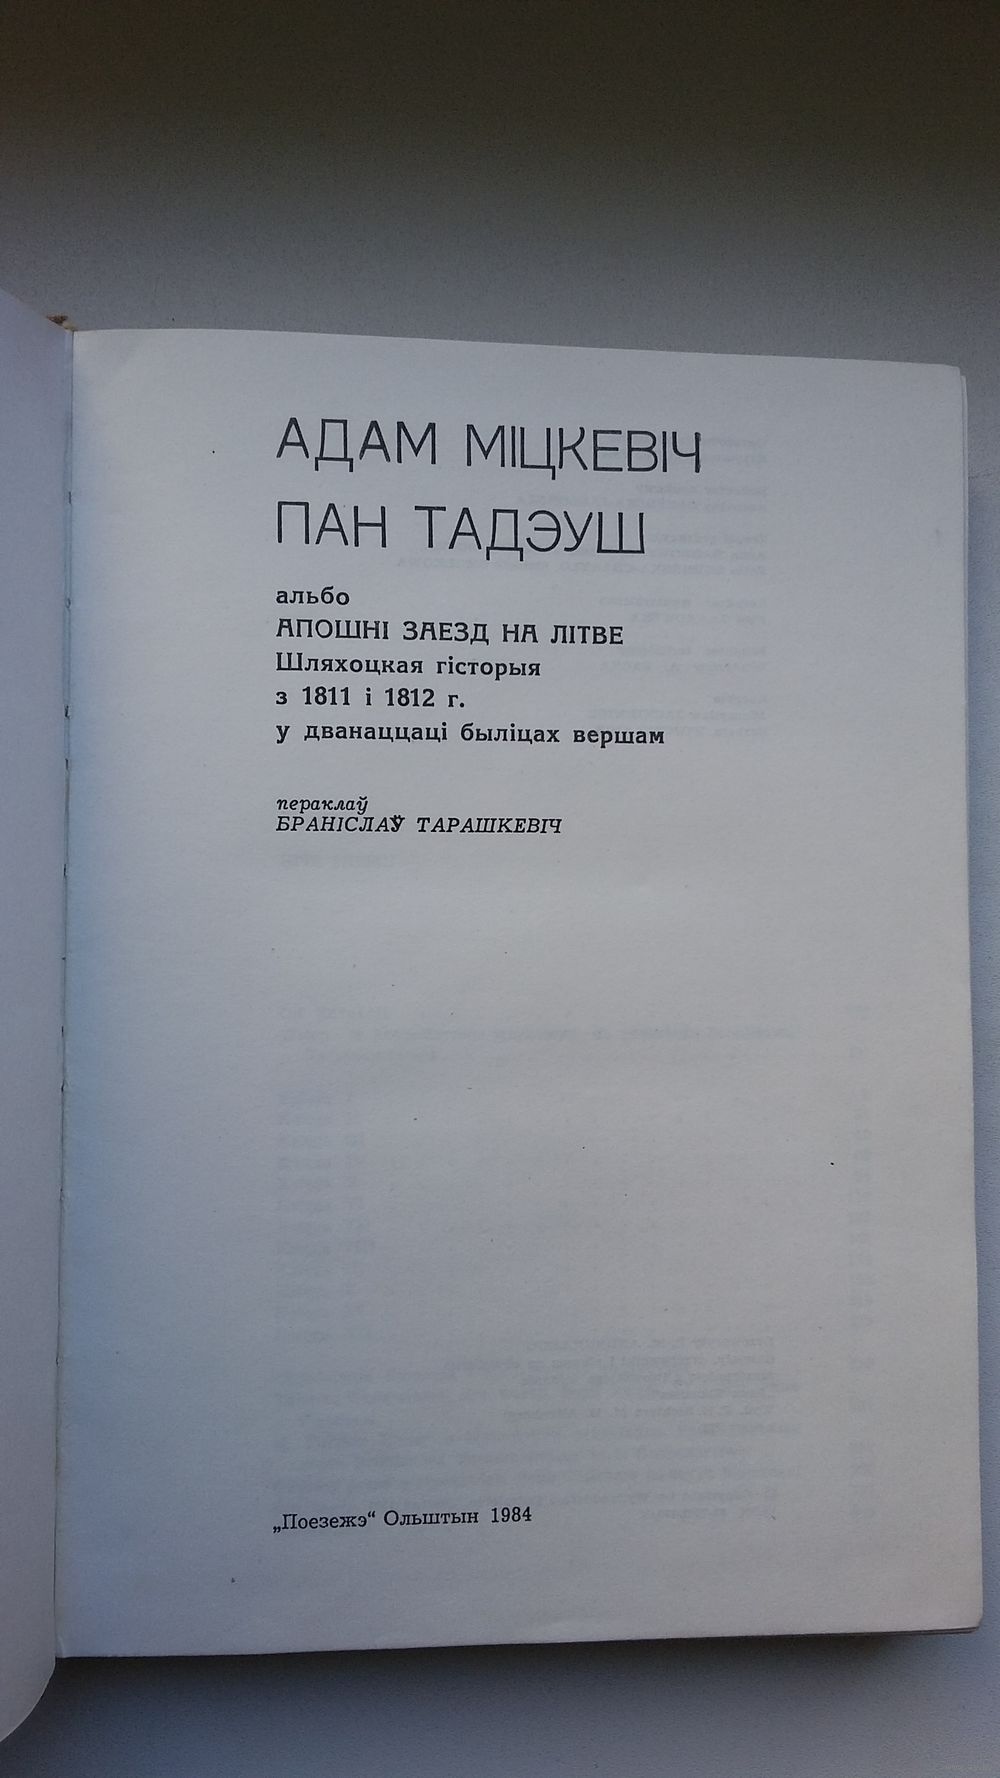 АДАМ МІЦКЕВІЧ
ПАН ТАДЭУШ
альбо
АПОШНІ ЗАЕЗД НА ЛІТВЕ
Шляхоцкая гісторыя
з 1811 і 1812 г.
у дванаццаці быліцах вершам
пераклаў
БРАНІСЛАЎ ТАРАШКЕВІЧ
„Поезежэ“ Ольштын 1984